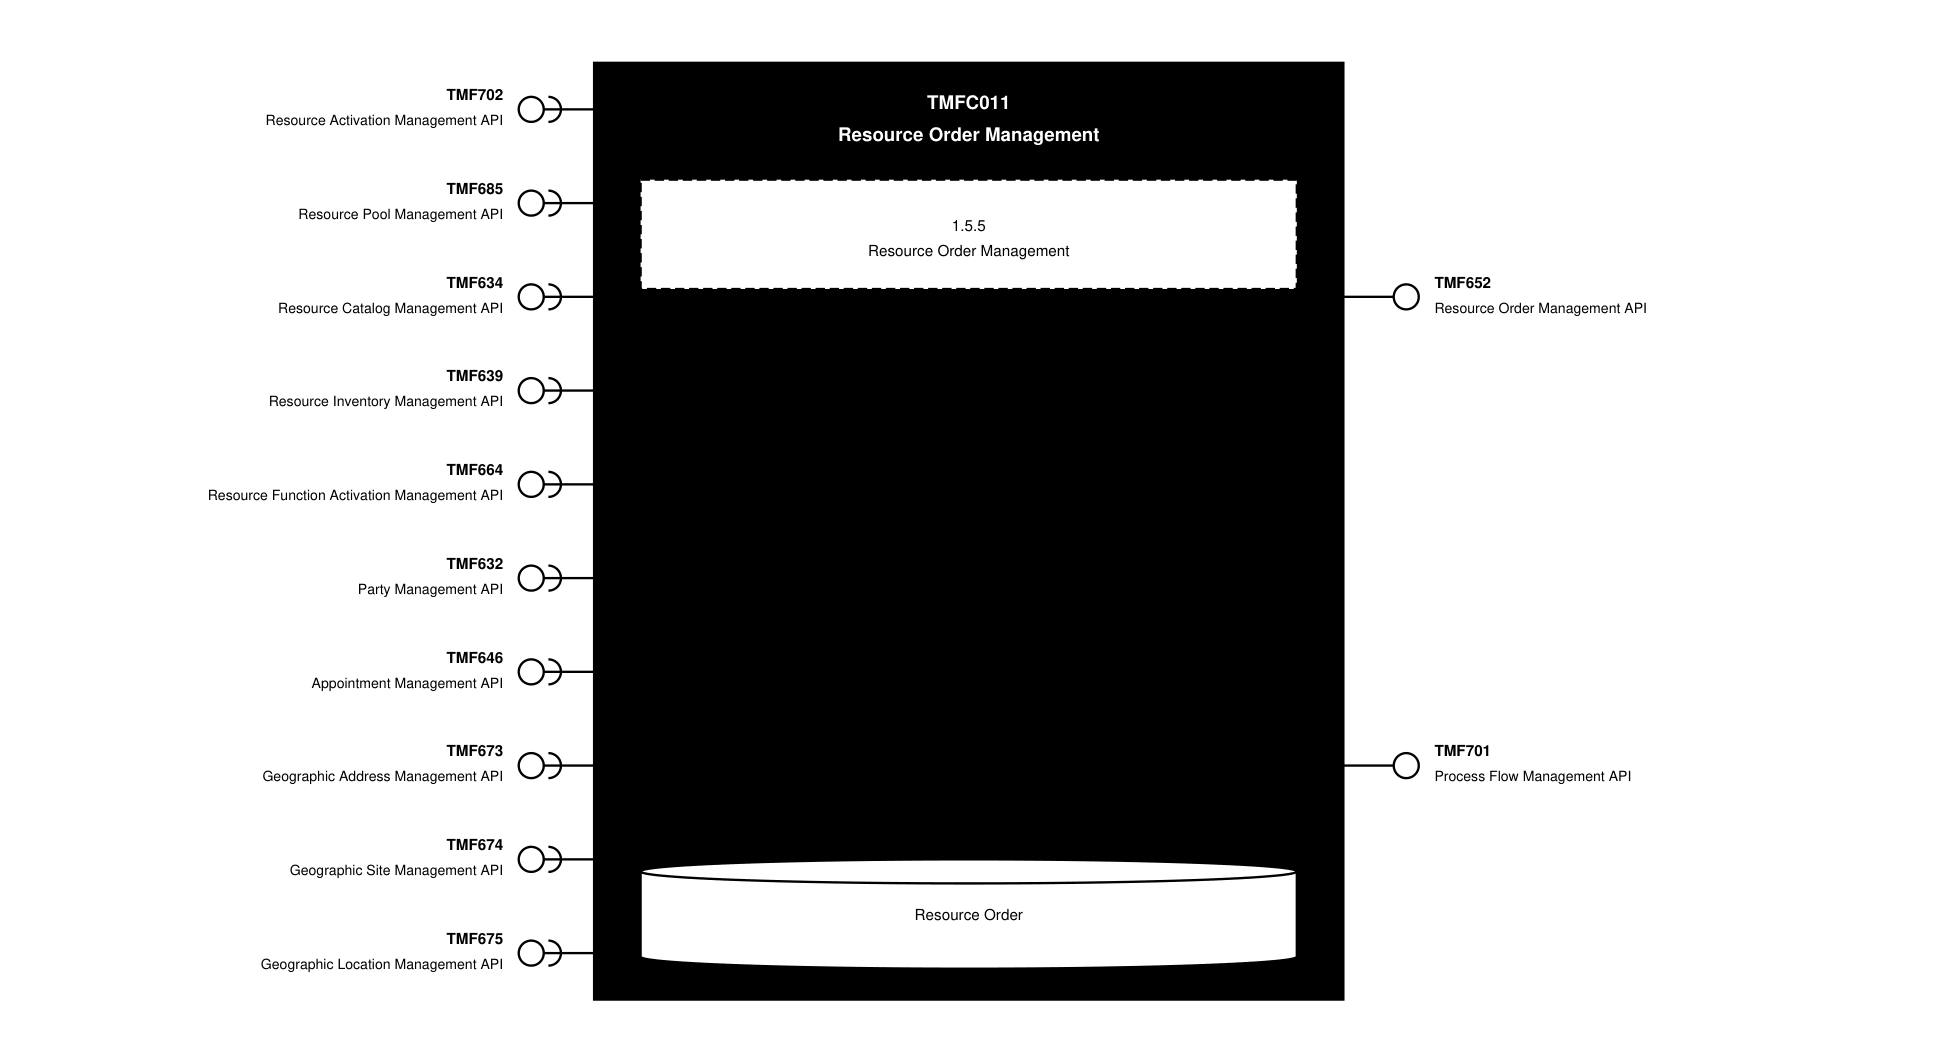 TMFC011
Resource Order Management
1.5.5
Resource Order Management
TMF702
Resource Activation Management API
TMF685
Resource Pool Management API
TMF634
Resource Catalog Management API
TMF639
Resource Inventory Management API
TMF664
Resource Function Activation Management API
TMF632
Party Management API
TMF646
Appointment Management API
TMF673
Geographic Address Management API
TMF674
Geographic Site Management API
TMF675
Geographic Location Management API
TMF652
Resource Order Management API
TMF701
Process Flow Management API
Resource Order